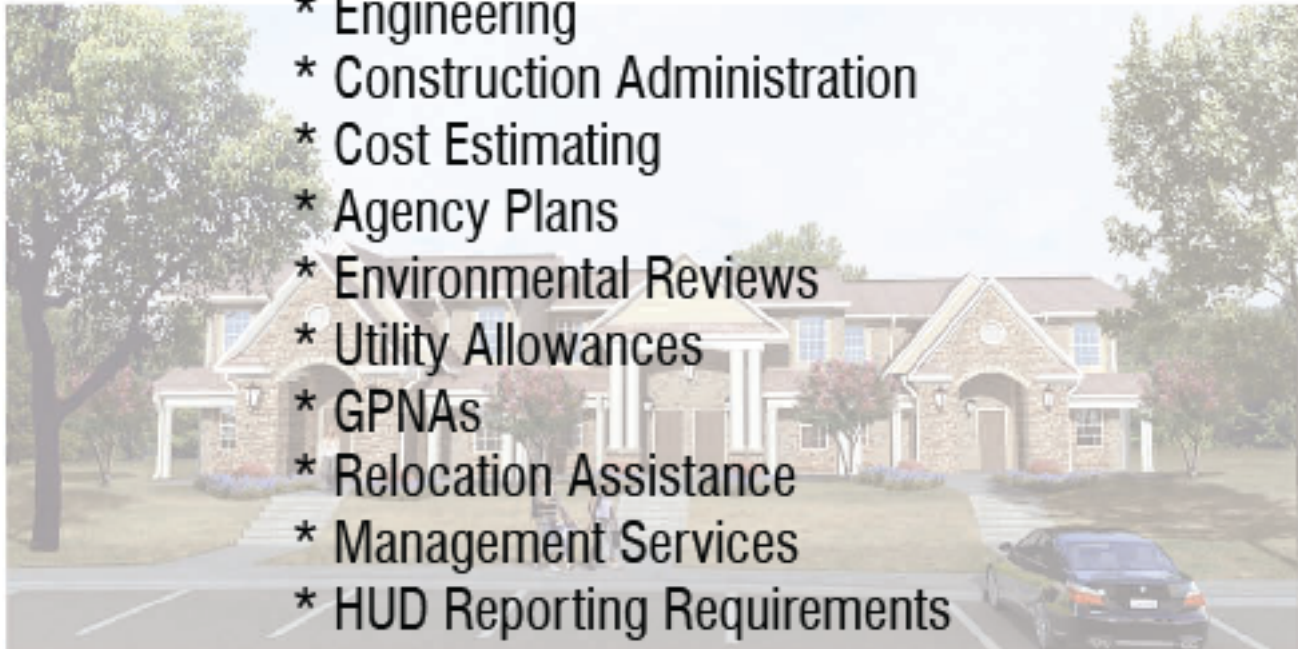 * Engineering
* Construction Administration
* Cost Estimating
* Agency Plans
* Environmental Reviews
* Utility Allowances
* GPNAs
* Relocation Assistance
* Management Services
* HUD Reporting Requirements